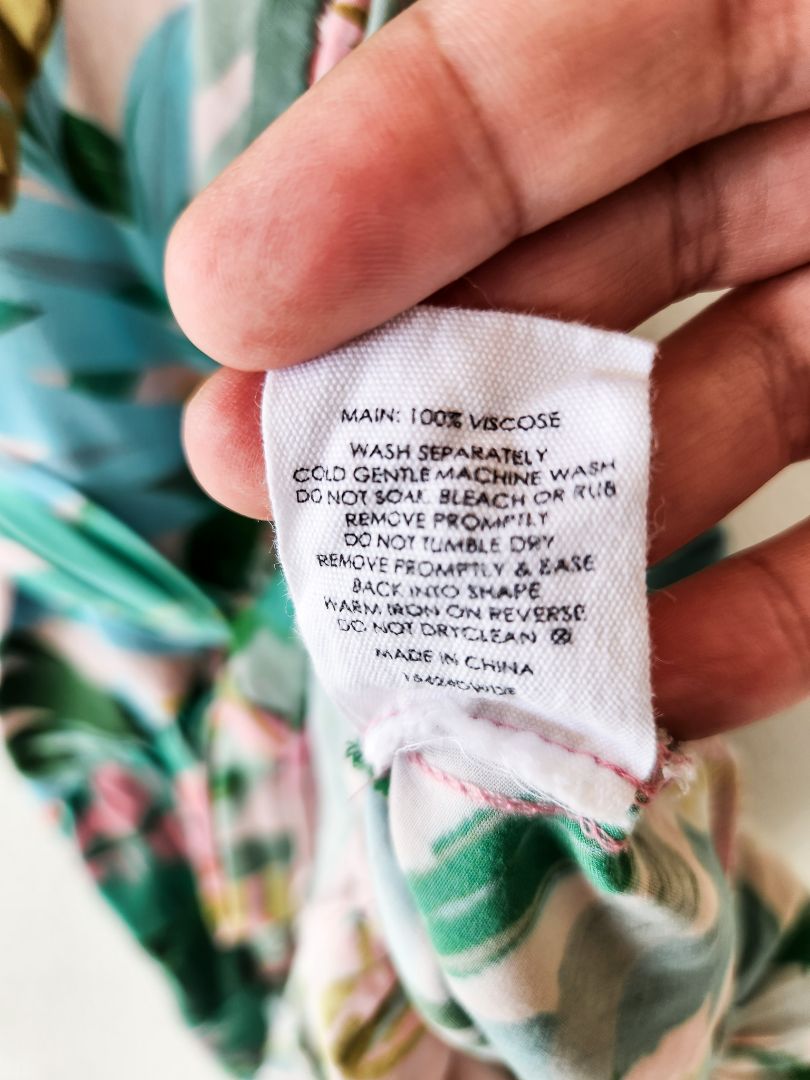 MAIN: 100% VISCOSE
WASH SEPARATELY
COLD GENTLE MACHINE WASH
DO NOT SOAK BLEACH OR RUB
REMOVE PROMPTLY
DO NOT TUMBLE DRY
REMOVE PROMPTLY & EASE
BACK INTO SHAPE
WARM IRON ON REVERSE
DO NOT DRYCLEAN
MADE IN CHINA